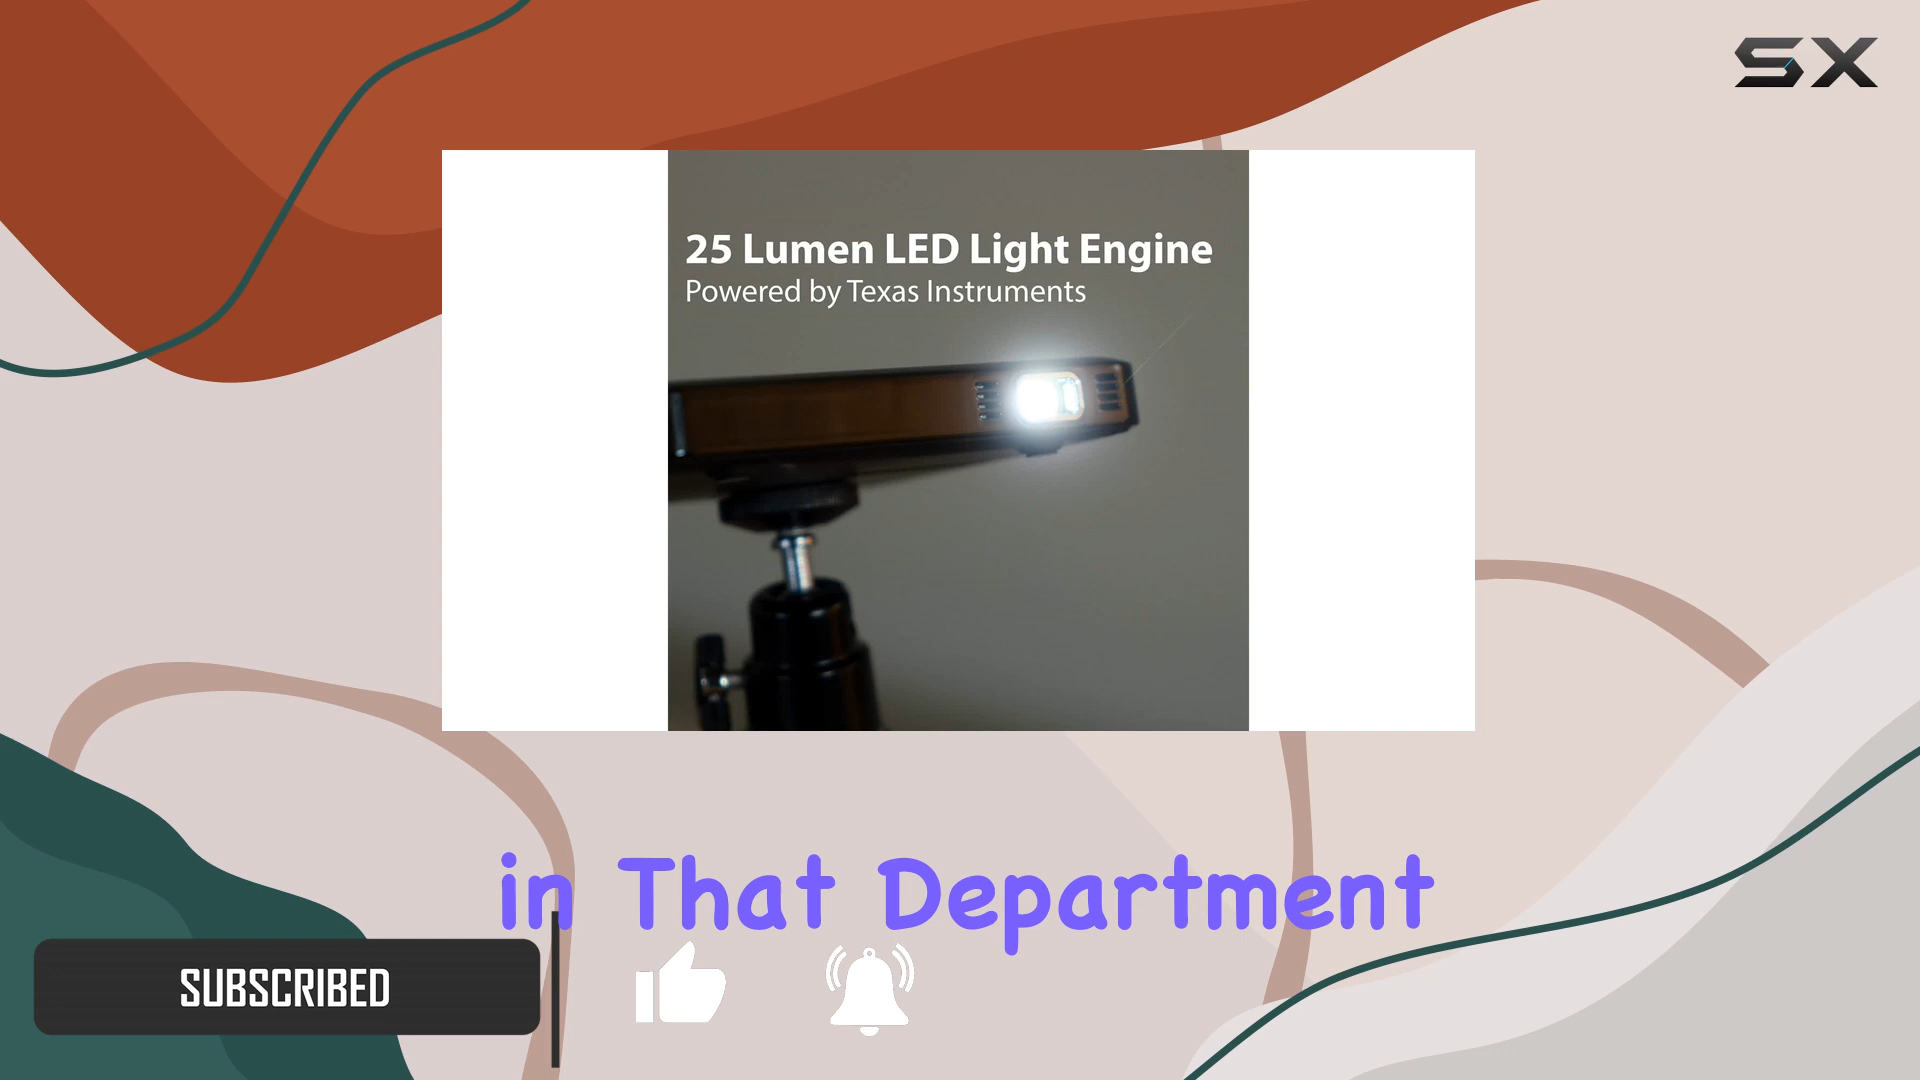 SX
25 Lumen LED Light Engine
Powered by Texas Instruments
in That Department
SUBSCRIBED